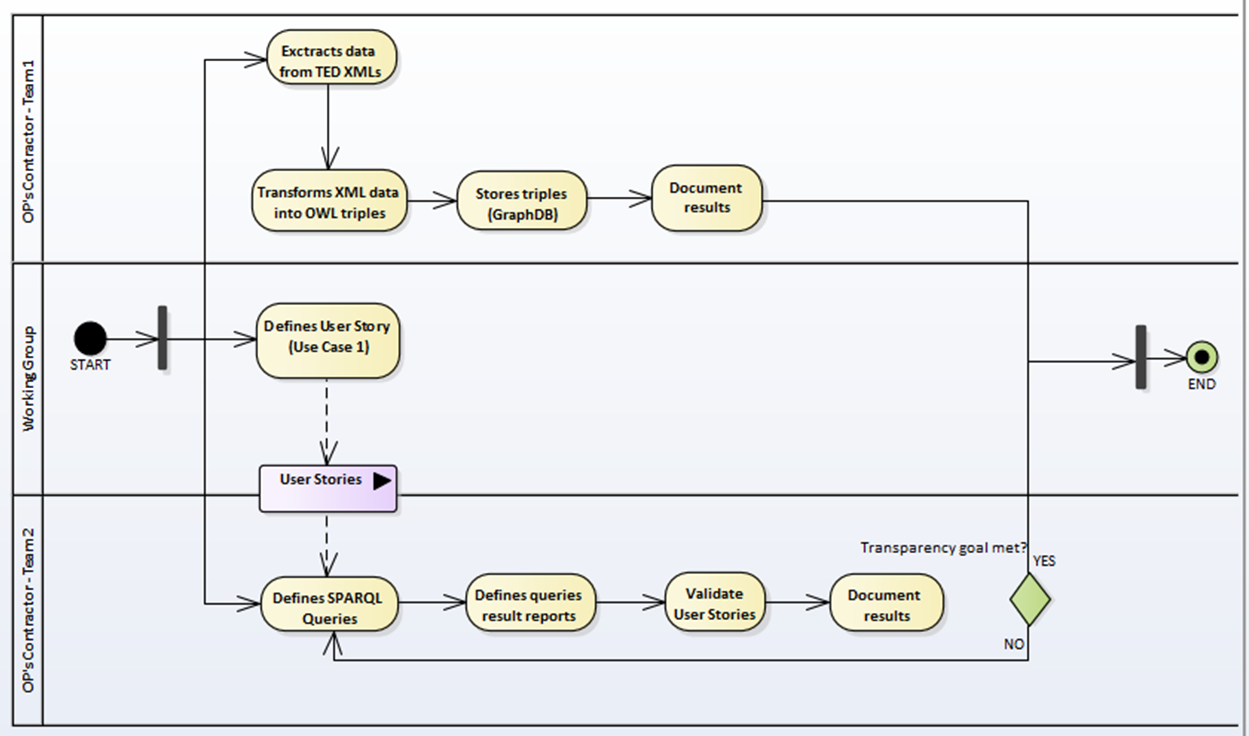 OP's Contractor - Team1
Exctracts data
from TED XMLs
Transforms XML data
into OWL triples
Stores triples
(GraphDB)
Document
results
Working Group
START
Defines User Story
(Use Case 1)
END
User Stories
OP's Contractor - Team2
Transparency goal met?
YES
Defines SPARQL
Queries
Defines queries
result reports
Validate
User Stories
Document
results
NO